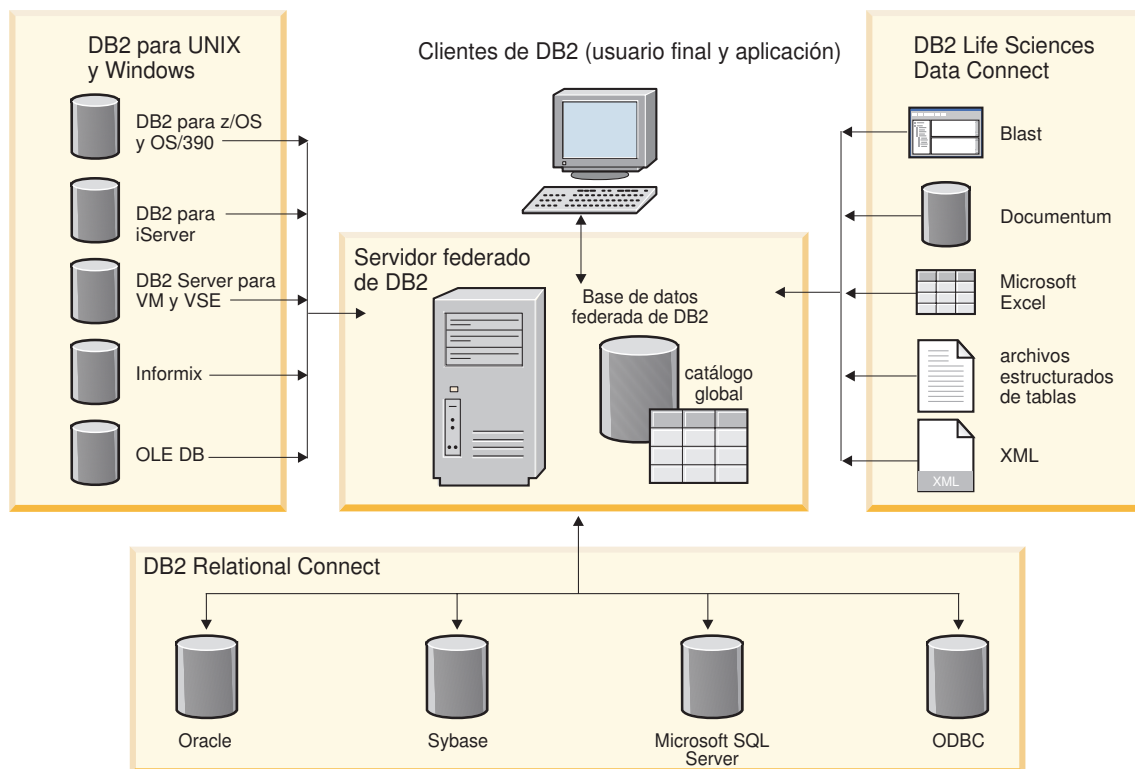 DB2 para UNIX
y Windows
DB2 para z/OS
y OS/390
DB2 para
iServer
DB2 Server para
VM y VSE
Informix
OLE DB
Clientes de DB2 (usuario final y aplicación)
Servidor federado
de DB2
Base de datos
federada de DB2
catálogo
global
DB2 Life Sciences
Data Connect
Blast
Documentum
Microsoft
Excel
archivos
estructurados
de tablas
XML
XML
DB2 Relational Connect
Oracle
Sybase
Microsoft SQL
Server
ODBC